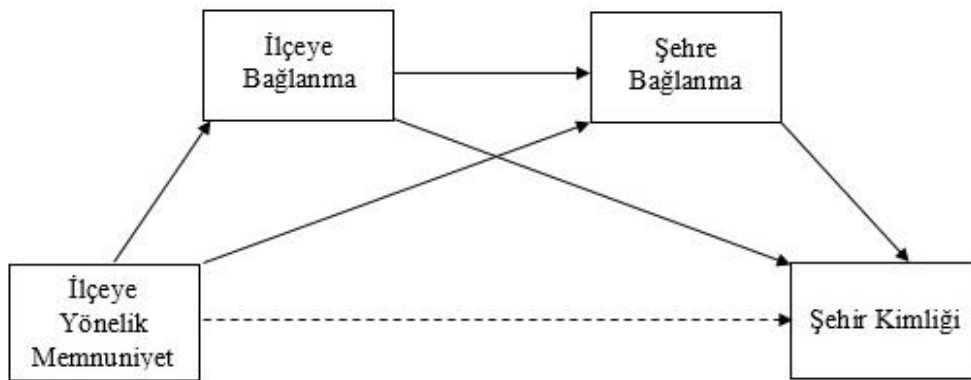 İlçeye
Bağlanma
Şehre
Bağlanma
İlçeye
Yönelik
Memnuniyet
Şehir Kimliği